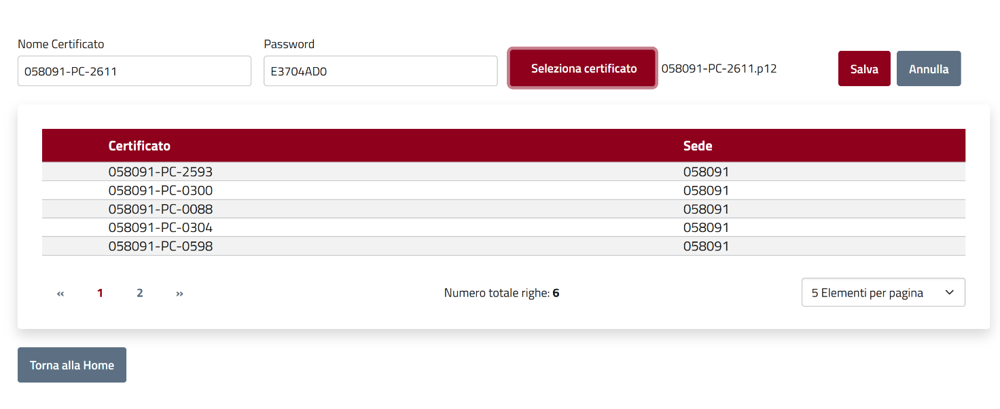 Nome Certificato
Password
058091-PC-2611
E3704AD0
Seleziona certificato
058091-PC-2611.p12
Salva
Annulla
Certificato Sede
058091-PC-2593 058091
058091-PC-0300 058091
058091-PC-0088 058091
058091-PC-0304 058091
058091-PC-0598 058091
« 1 2 »
Numero totale righe: 6
5 Elementi per pagina
Torna alla Home